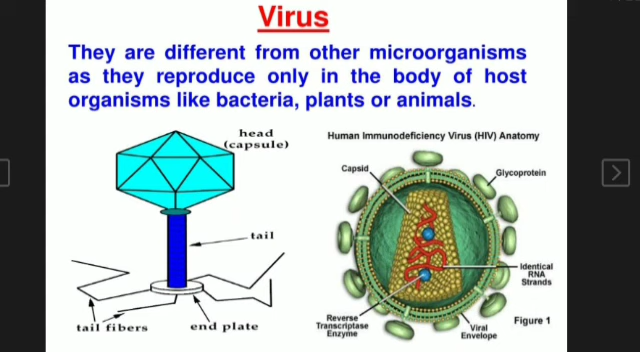 Virus
They are different from other microorganisms
as they reproduce only in the body of host
organisms like bacteria, plants or animals.
head
(capsule)
tail
tail fibers
end plate
Human Immunodeficiency Virus (HIV) Anatomy
Capsid
Glycoprotein
Identical
RNA
Strands
Reverse
Transcriptase
Enzyme
Viral
Envelope
Figure 1